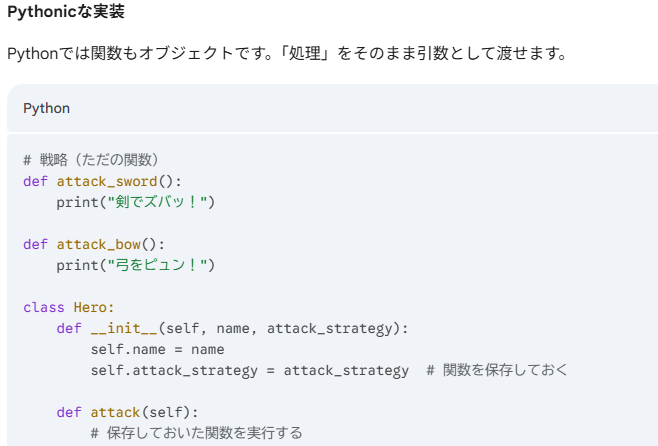 Pythonicな実装
Pythonでは関数もオブジェクトです。「処理」をそのまま引数として渡せます。
Python
# 戦略（ただの関数）
def attack_sword():
    print("剣でズバッ！")
def attack_bow():
    print("弓をピュン！")
class Hero:
    def __init__(self, name, attack_strategy):
        self.name = name
        self.attack_strategy = attack_strategy  # 関数を保存しておく
    def attack(self):
        # 保存しておいた関数を実行する